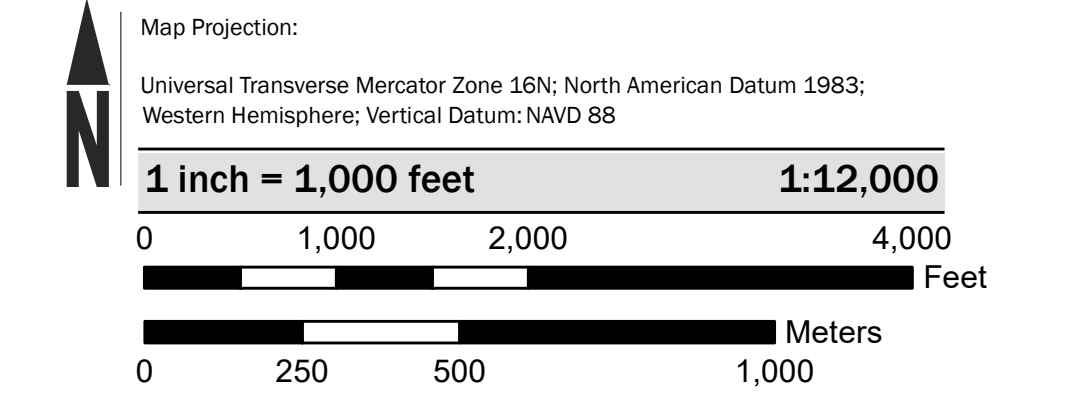 N
Map Projection:
Universal Transverse Mercator Zone 16N; North American Datum 1983;
Western Hemisphere; Vertical Datum: NAVD 88
1 inch = 1,000 feet 1:12,000
0 1,000 2,000 4,000
Feet
Meters
0 250 500 1,000